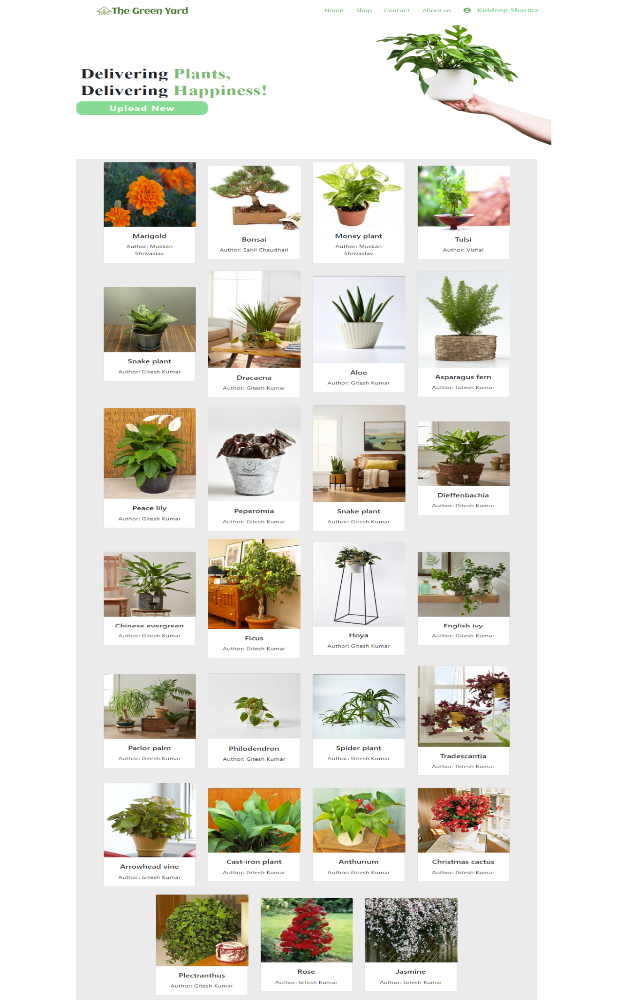 The Green Yard
Home Shop Contact About us Kuldeep Sharma
Delivering Plants,
Delivering Happiness!
Upload New
Marigold
Author: Muskan
Shrivastav
Bonsai
Author: Sahil Chaudhari
Money plant
Author: Muskan
Shrivastav
Tulsi
Author: Vishal
Snake plant
Author: Gitesh Kumar
Dracaena
Author: Gitesh Kumar
Aloe
Author: Gitesh Kumar
Asparagus fern
Author: Gitesh Kumar
Peace lily
Author: Gitesh Kumar
Peperomia
Author: Gitesh Kumar
Snake plant
Author: Gitesh Kumar
Dieffenbachia
Author: Gitesh Kumar
Chinese evergreen
Author: Gitesh Kumar
Ficus
Author: Gitesh Kumar
Hoya
Author: Gitesh Kumar
English ivy
Author: Gitesh Kumar
Parlor palm
Author: Gitesh Kumar
Philodendron
Author: Gitesh Kumar
Spider plant
Author: Gitesh Kumar
Tradescantia
Author: Gitesh Kumar
Arrowhead vine
Author: Gitesh Kumar
Cast-iron plant
Author: Gitesh Kumar
Anthurium
Author: Gitesh Kumar
Christmas cactus
Author: Gitesh Kumar
Plectranthus
Author: Gitesh Kumar
Rose
Author: Gitesh Kumar
Jasmine
Author: Gitesh Kumar